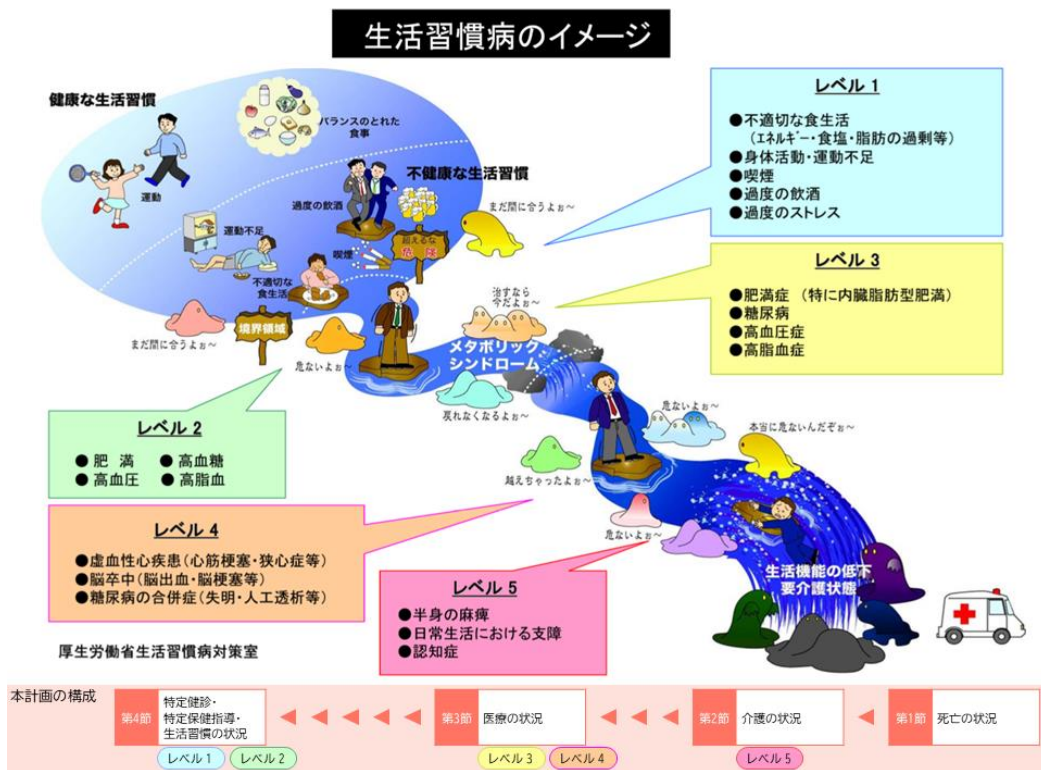 生活習慣病のイメージ
健康な生活習慣
バランスのとれた
食事
運動
不健康な生活習慣
過度の飲酒
まだ間に合うよぉ~
運動不足
喫煙
超えるな
危険
不適切な
食生活
境界領域
まだ間に合うよぉ~
危ないよぉ~
治すなら
今だよぉ~
メタボリック
シンドローム
戻れなくなるよぉ~
危ないよぉ~
本当に危ないんだぞぉ~
越えちゃったよぉ~
危ないよぉ~
生活機能の低下
要介護状態
レベル 1
●不適切な食生活
(エネルギー・食塩・脂肪の過剰等)
●身体活動・運動不足
●喫煙
●過度の飲酒
●過度のストレス
レベル 3
●肥満症 (特に内臓脂肪型肥満)
●糖尿病
●高血圧症
●高脂血症
レベル 2
●肥 満 ●高血糖
●高血圧 ●高脂血
レベル 4
●虚血性心疾患(心筋梗塞・狭心症等)
●脳卒中(脳出血・脳梗塞等)
●糖尿病の合併症(失明・人工透析等)
レベル 5
●半身の麻痺
●日常生活における支障
●認知症
厚生労働省生活習慣病対策室
本計画の構成
第4節 特定健診・
特定保健指導・
生活習慣の状況
第3節 医療の状況
第2節 介護の状況
第1節 死亡の状況
レベル 1 レベル 2 レベル 3 レベル 4 レベル 5